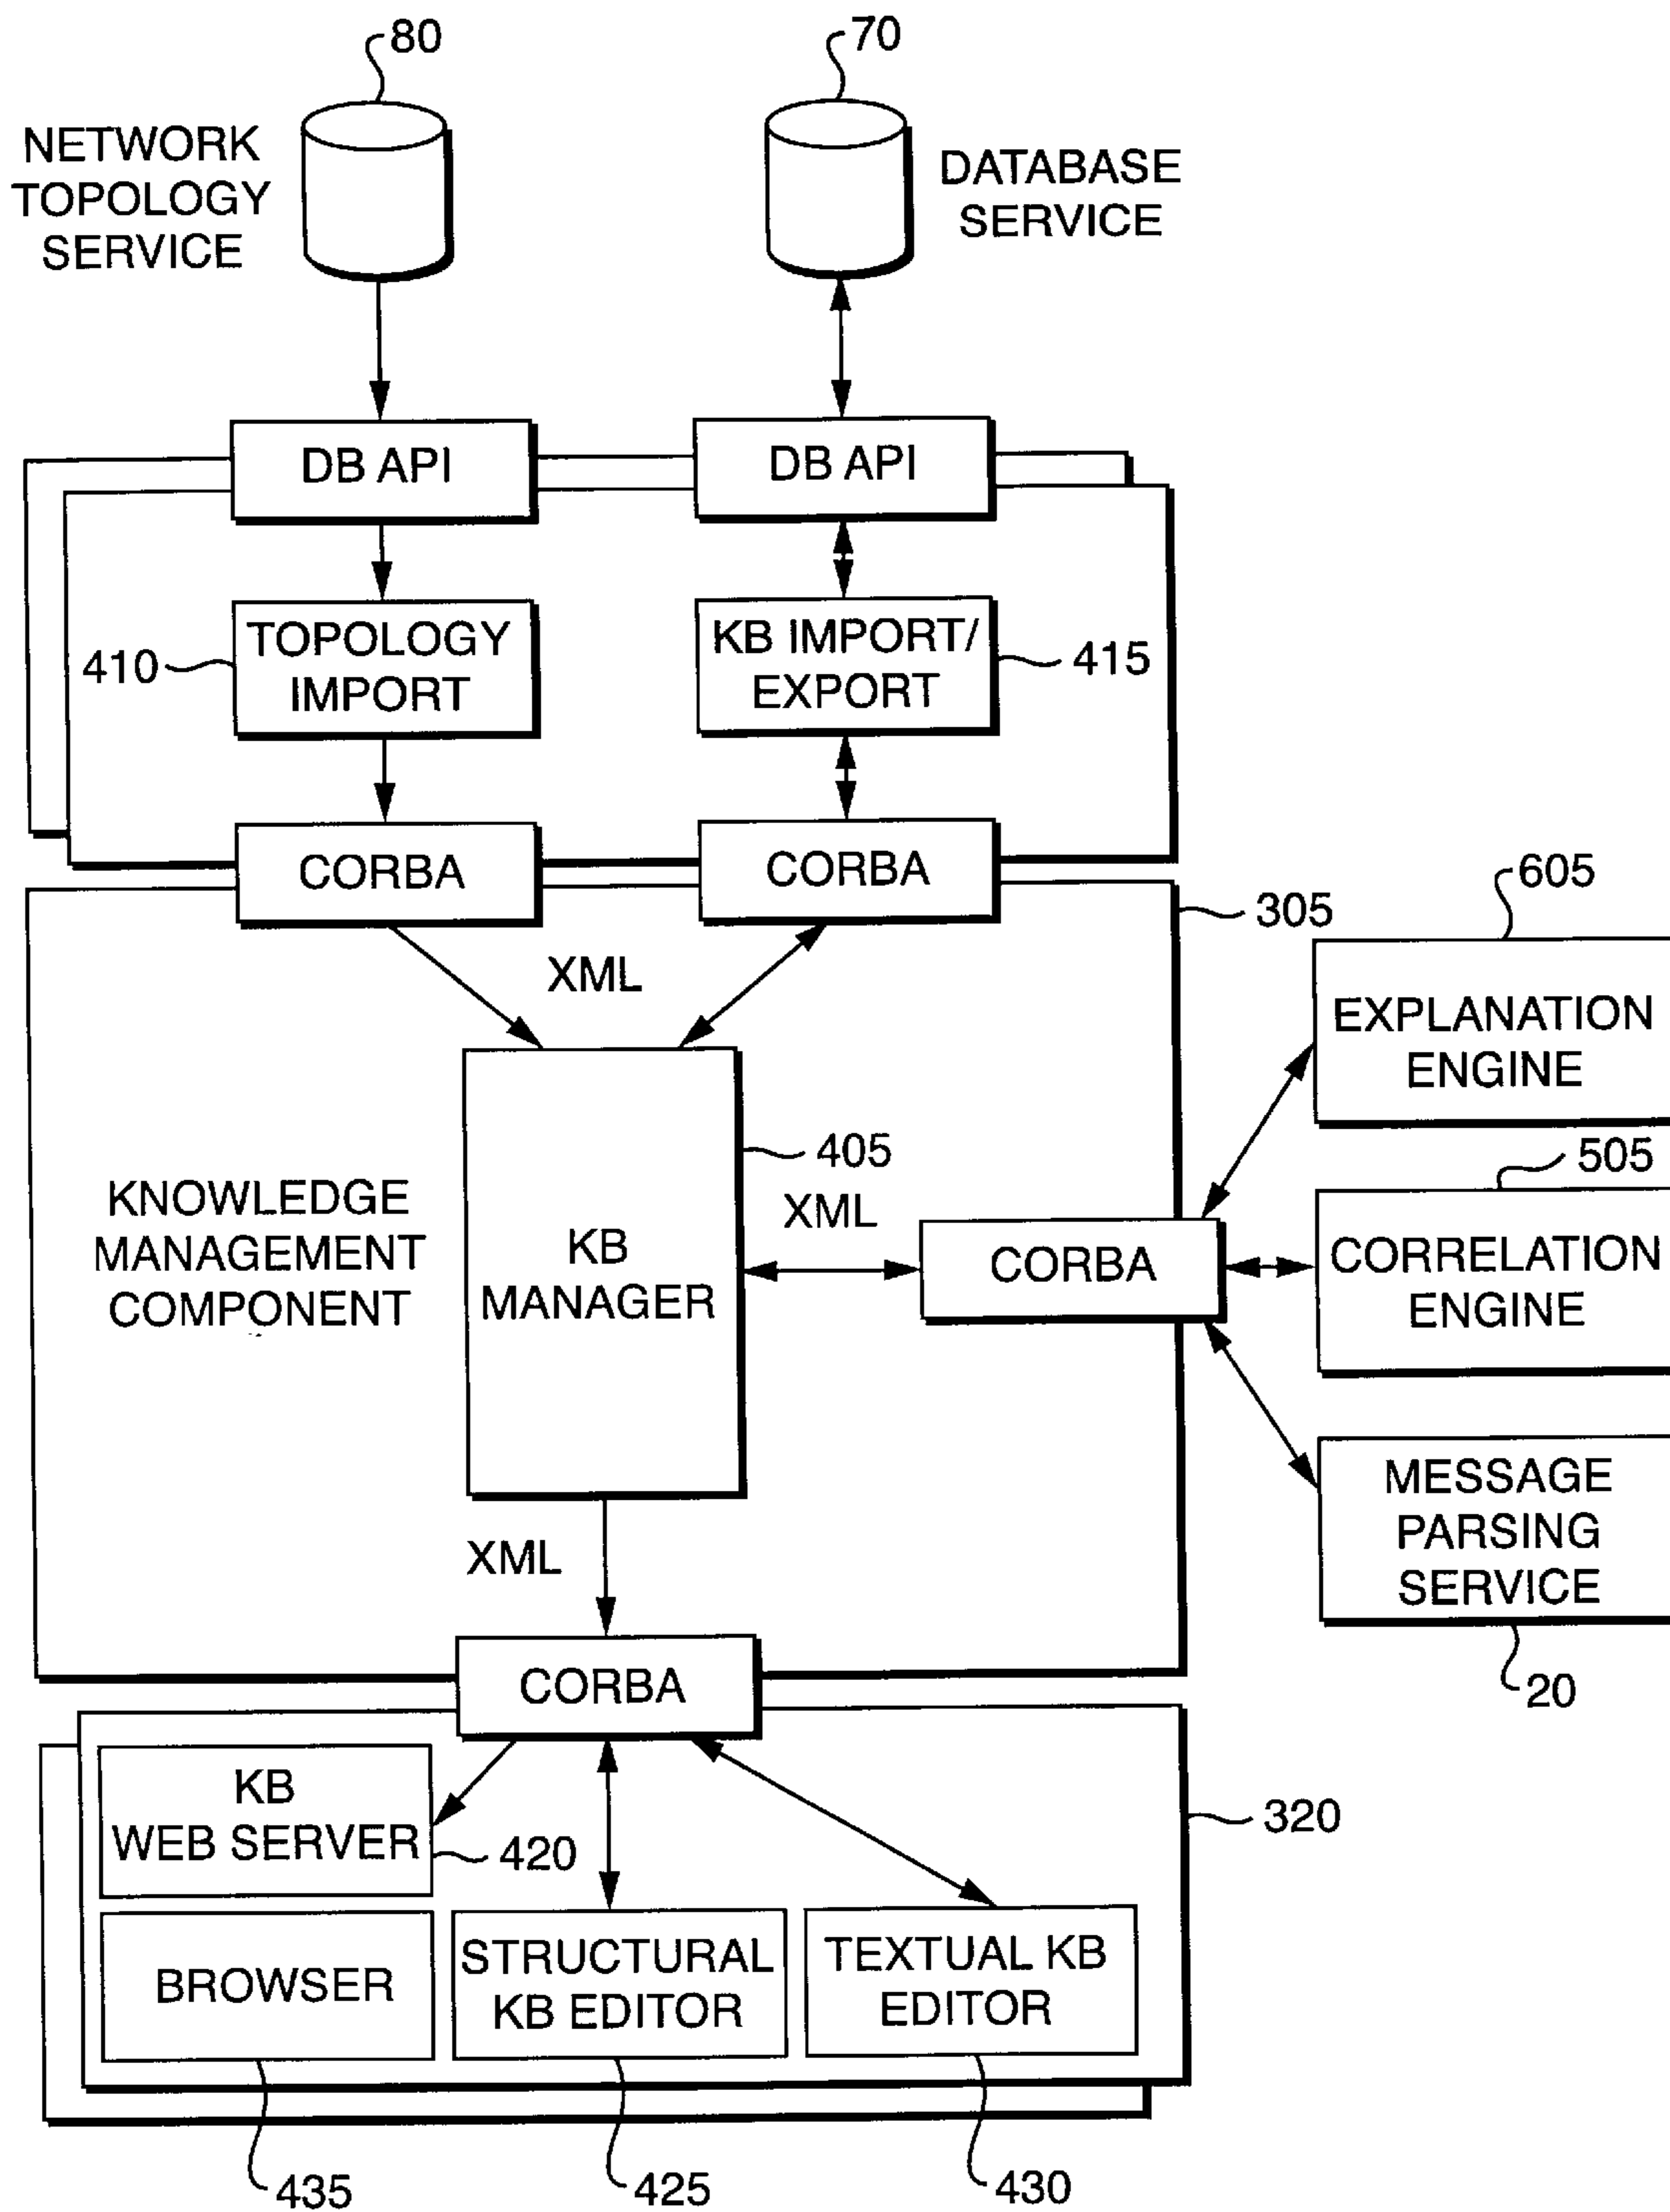 80
70
NETWORK
TOPOLOGY
SERVICE
DATABASE
SERVICE
DB API
DB API
410
TOPOLOGY
IMPORT
KB IMPORT/
EXPORT
415
CORBA
CORBA
305
605
XML
EXPLANATION
ENGINE
KNOWLEDGE
MANAGEMENT
COMPONENT
KB
MANAGER
405
XML
CORBA
505
CORRELATION
ENGINE
MESSAGE
PARSING
SERVICE
20
XML
CORBA
KB
WEB SERVER
420
320
BROWSER
STRUCTURAL
KB EDITOR
TEXTUAL KB
EDITOR
435
425
430